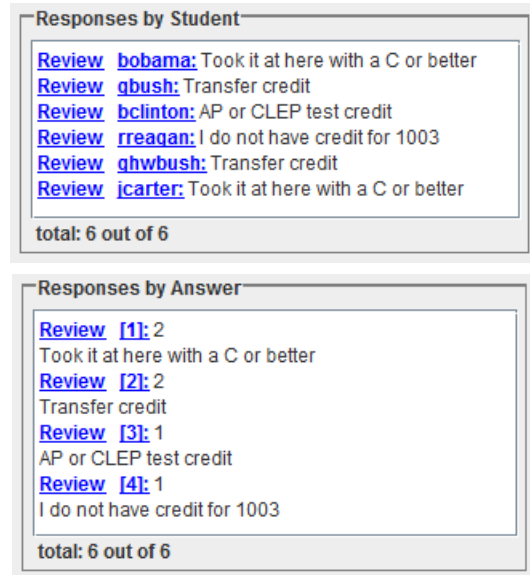 Responses by Student
Review bobama: Took it at here with a C or better
Review gbush: Transfer credit
Review bclinton: AP or CLEP test credit
Review rreagan: I do not have credit for 1003
Review ghwbush: Transfer credit
Review jcarter: Took it at here with a C or better
total: 6 out of 6
Responses by Answer
Review [1]: 2
Took it at here with a C or better
Review [2]: 2
Transfer credit
Review [3]: 1
AP or CLEP test credit
Review [4]: 1
I do not have credit for 1003
total: 6 out of 6